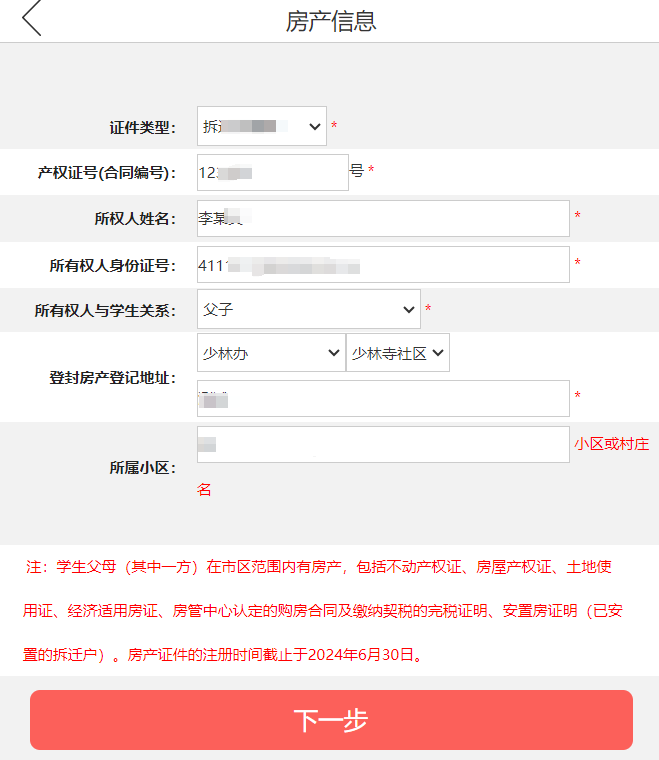 房产信息
证件类型： 拆 *
产权证号(合同编号)： 12 号 *
所权人姓名： 李某 *
所有权人身份证号： 411 *
所有权人与学生关系： 父子 *
登封房产登记地址： 少林办 少林寺社区
*
所属小区： 小区或村庄
名
注：学生父母（其中一方）在市区范围内有房产，包括不动产权证、房屋产权证、土地使
用证、经济适用房证、房管中心认定的购房合同及缴纳契税的完税证明、安置房证明（已安
置的拆迁户）。房产证件的注册时间截止于2024年6月30日。
下一步